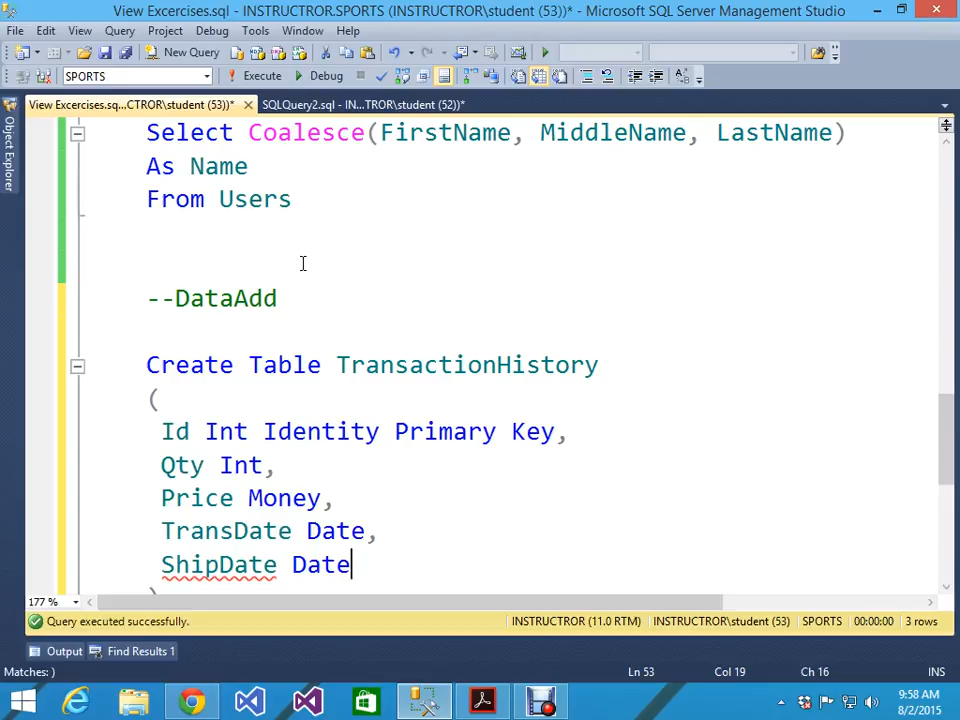 View Excercises.sql - INSTRUCTROR.SPORTS (INSTRUCTROR\student (53))* - Microsoft SQL Server Management Studio
File Edit View Query Project Debug Tools Window Help
New Query
SPORTS Execute Debug
View Excercises.sq...CTROR\student (53))* SQLQuery2.sql - IN...TROR\student (52))*
Object Explorer
Select Coalesce(FirstName, MiddleName, LastName)
As Name
From Users
--DataAdd
Create Table TransactionHistory
(
Id Int Identity Primary Key,
Qty Int,
Price Money,
TransDate Date,
ShipDate Date
)
177 %
Query executed successfully. INSTRUCTROR (11.0 RTM) INSTRUCTROR\student (53) SPORTS 00:00:00 3 rows
Output Find Results 1
Matches: ) Ln 53 Col 19 Ch 16 INS
9:58 AM
8/2/2015